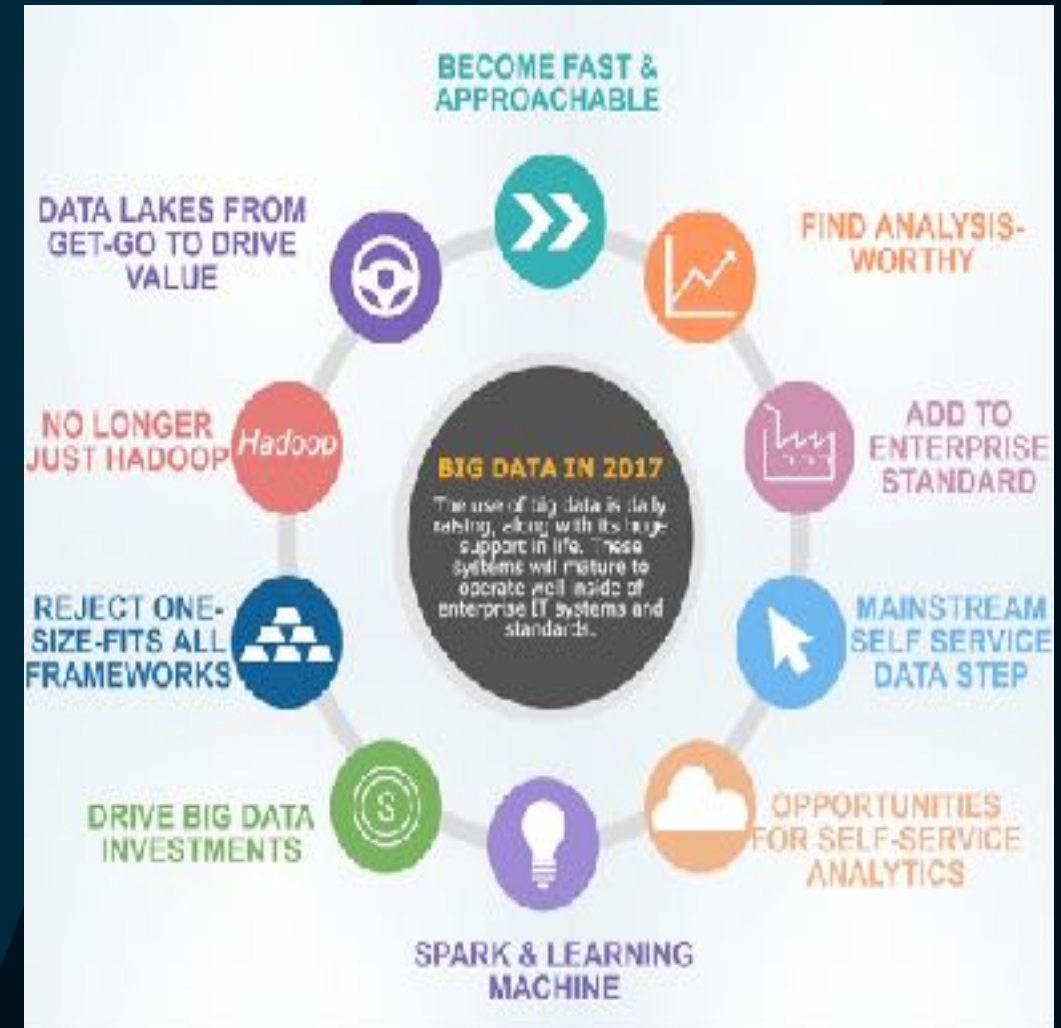 BECOME FAST &
APPROACHABLE
DATA LAKES FROM
GET-GO TO DRIVE
VALUE
FIND ANALYSIS-
WORTHY
NO LONGER
JUST HADOOP
Hadoop
ADD TO
ENTERPRISE
STANDARD
BIG DATA IN 2017
The use of big data is daily
raising, along with its huge
support in life. These
systems will mature to
operate well inside of
enterprise IT systems and
standards.
REJECT ONE-
SIZE-FITS ALL
FRAMEWORKS
MAINSTREAM
SELF SERVICE
DATA STEP
DRIVE BIG DATA
INVESTMENTS
$
OPPORTUNITIES
FOR SELF-SERVICE
ANALYTICS
SPARK & LEARNING
MACHINE